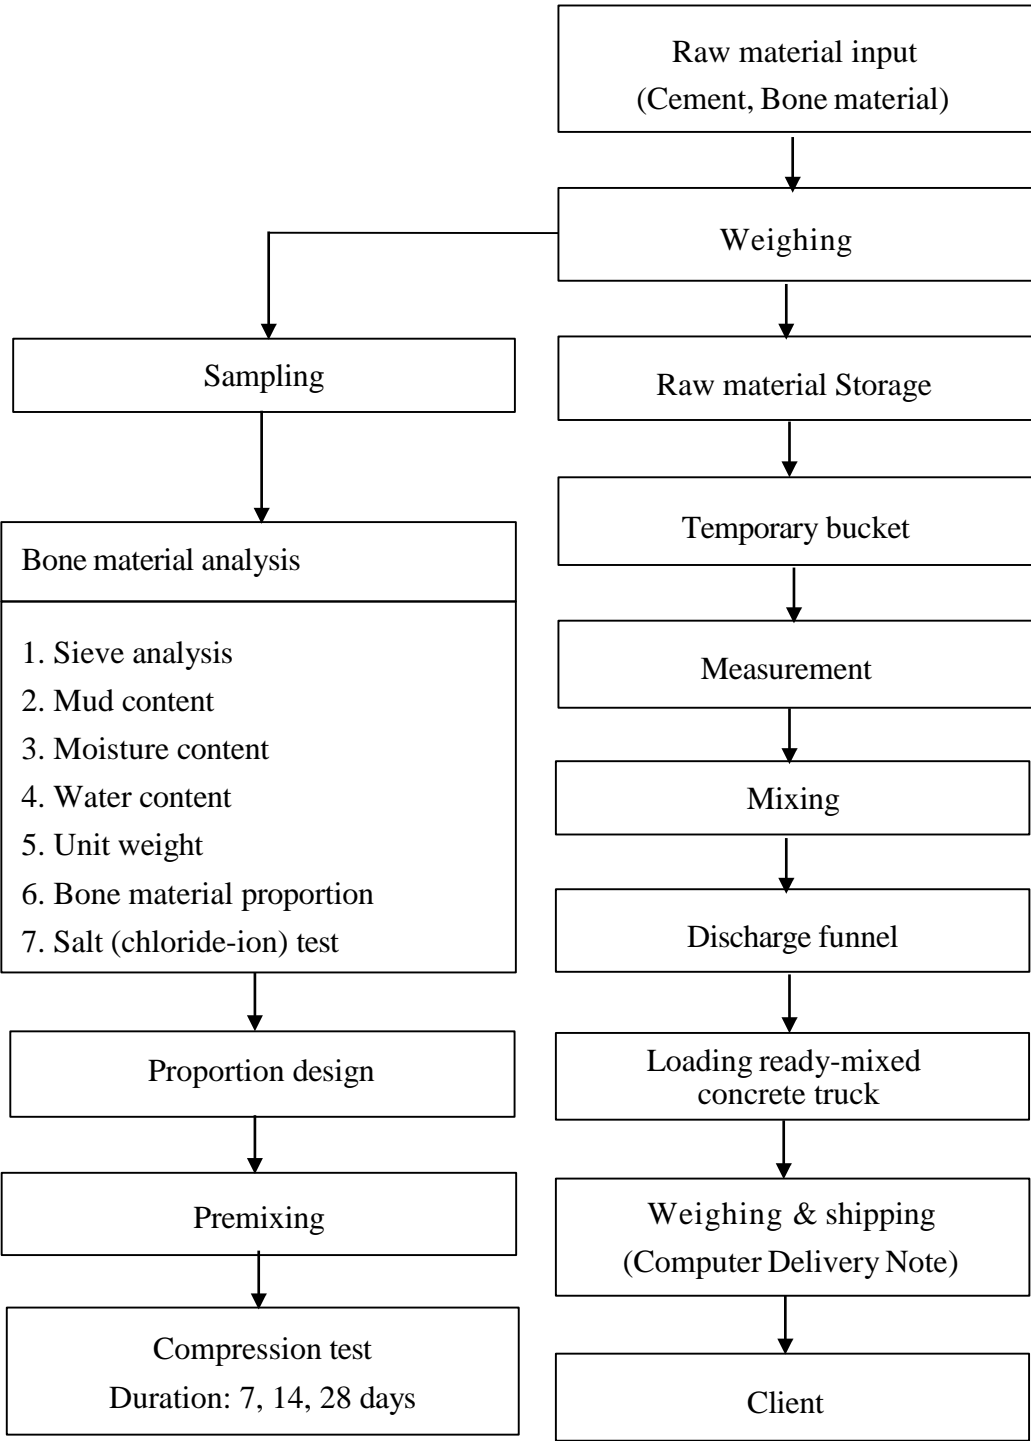 Raw material input
(Cement, Bone material)
Weighing
Sampling
Raw material Storage
Temporary bucket
Bone material analysis
1. Sieve analysis
2. Mud content
3. Moisture content
4. Water content
5. Unit weight
6. Bone material proportion
7. Salt (chloride-ion) test
Measurement
Mixing
Discharge funnel
Proportion design
Loading ready-mixed
concrete truck
Premixing
Weighing & shipping
(Computer Delivery Note)
Compression test
Duration: 7, 14, 28 days
Client